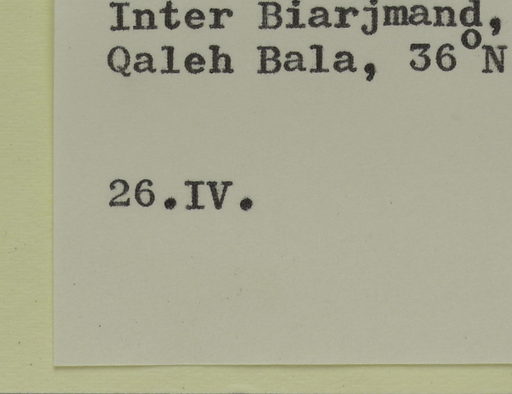 Inter Biarjmand,
Qaleh Bala, 36°N
26.IV.